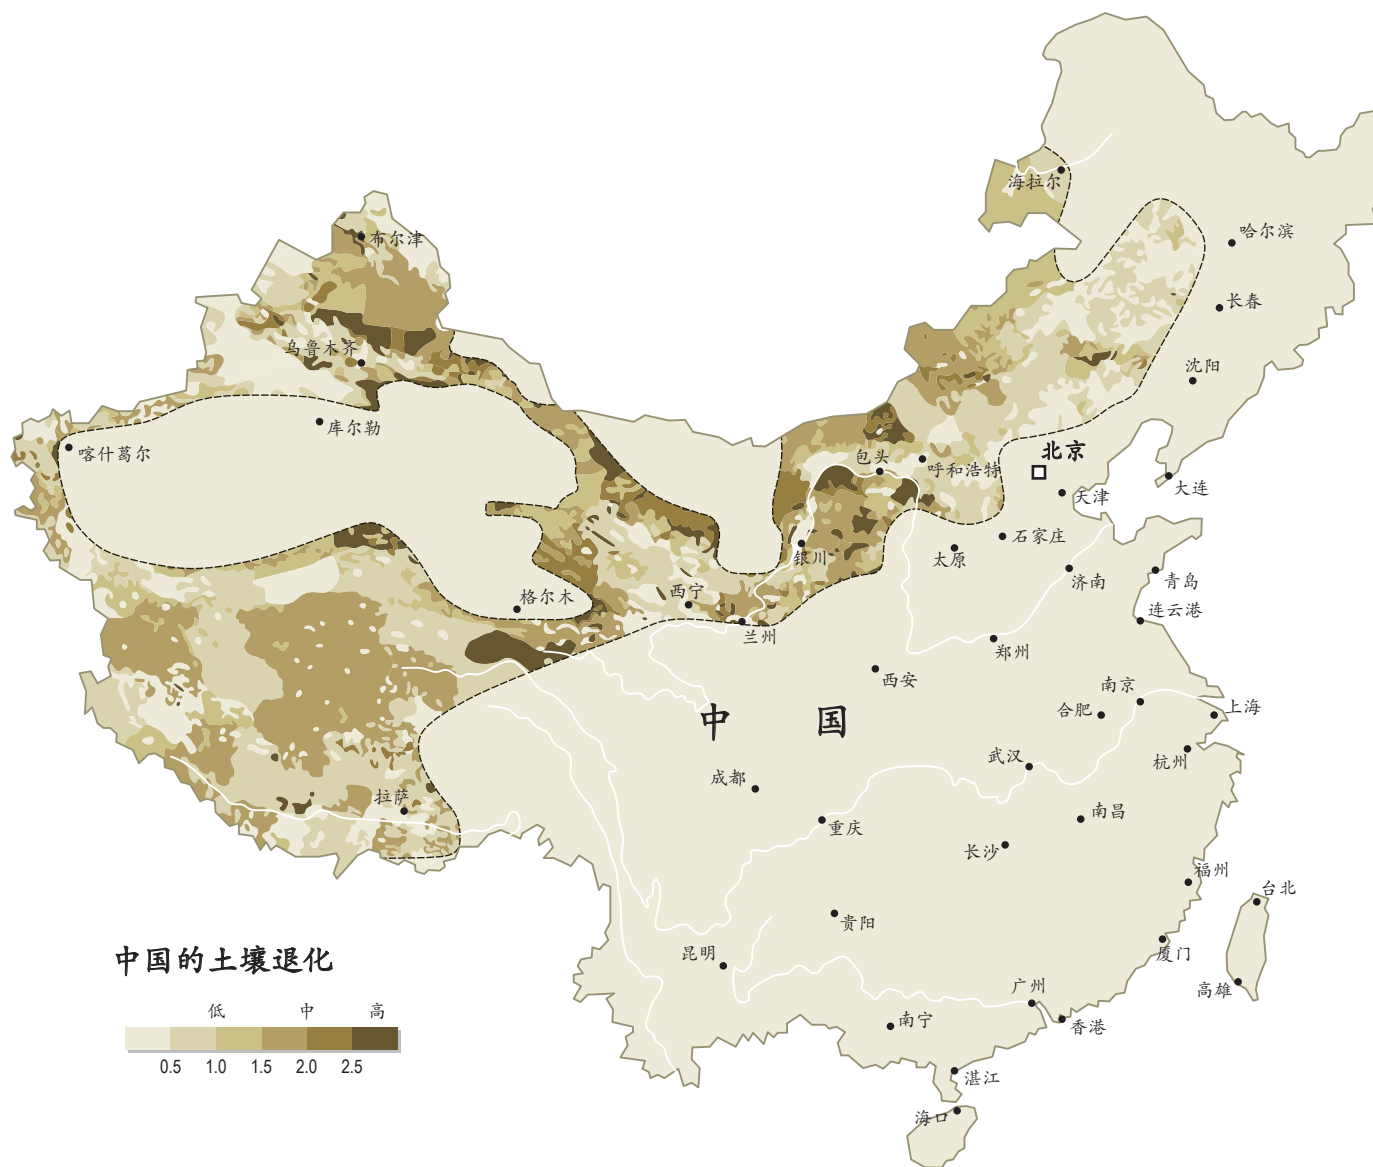 海拉尔
哈尔滨
布尔津
长春
乌鲁木齐
沈阳
库尔勒
喀什葛尔
包头
呼和浩特
北京
大连
天津
石家庄
银川
太原
济南
青岛
格尔木
西宁
连云港
兰州
郑州
西安
南京
合肥
上海
中 国
武汉
杭州
成都
拉萨
重庆
南昌
长沙
福州
台北
贵阳
昆明
厦门
中国的土壤退化
高雄
广州
低 中 高
南宁
香港
0.5 1.0 1.5 2.0 2.5
湛江
海口